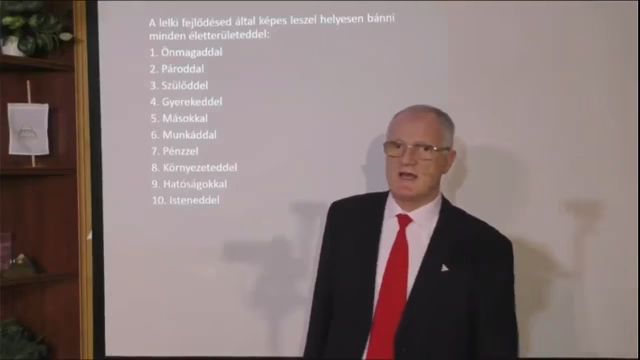 A lelki fejlődésed által képes leszel helyesen bánni
minden életterületeddel:
1. Önmagaddal
2. Pároddal
3. Szülőddel
4. Gyerekeddel
5. Másokkal
6. Munkáddal
7. Pénzzel
8. Környezeteddel
9. Hatóságokkal
10. Isteneddel